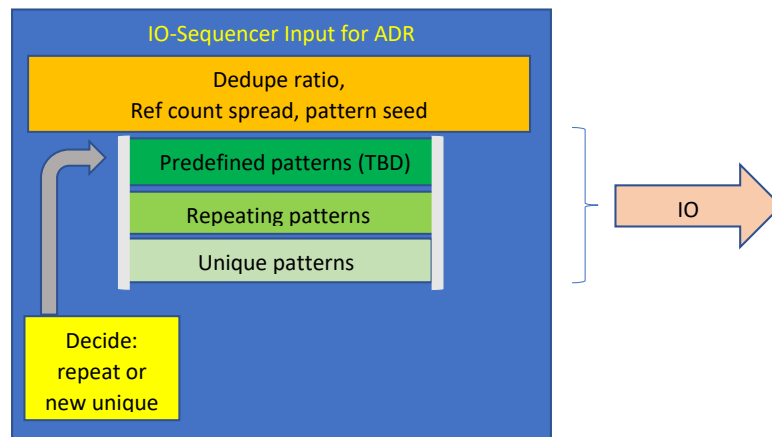 IO-Sequencer Input for ADR
Dedupe ratio,
Ref count spread, pattern seed
Predefined patterns (TBD)
Repeating patterns
Unique patterns
IO
Decide:
repeat or
new unique